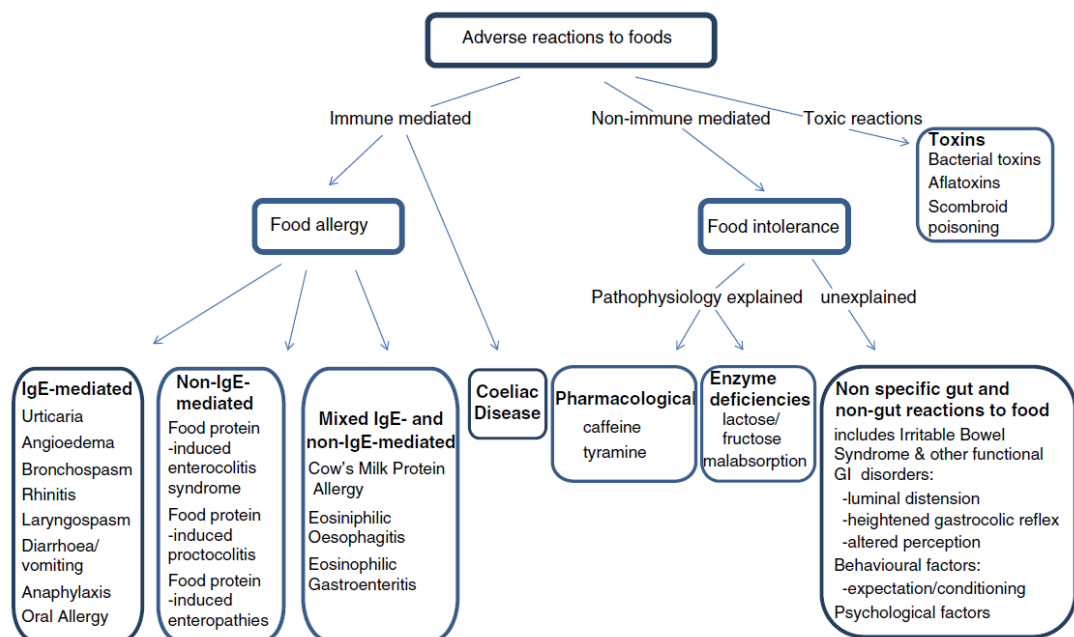 Adverse reactions to foods
Immune mediated
Non-immune mediated
Toxic reactions
Toxins
Bacterial toxins
Aflatoxins
Scombroid
poisoning
Food allergy
Food intolerance
Pathophysiology explained
unexplained
IgE-mediated
Urticaria
Angioedema
Bronchospasm
Rhinitis
Laryngospasm
Diarrhoea/
vomiting
Anaphylaxis
Oral Allergy
Non-IgE-
mediated
Food protein
-induced
enterocolitis
syndrome
Food protein
-induced
proctocolitis
Food protein
-induced
enteropathies
Mixed IgE- and
non-IgE-mediated
Cow's Milk Protein
Allergy
Eosiniphilic
Oesophagitis
Eosinophilic
Gastroenteritis
Coeliac
Disease
Pharmacological
caffeine
tyramine
Enzyme
deficiencies
lactose/
fructose
malabsorption
Non specific gut and
non-gut reactions to food
includes Irritable Bowel
Syndrome & other functional
GI disorders:
-luminal distension
-heightened gastrocolic reflex
-altered perception
Behavioural factors:
-expectation/conditioning
Psychological factors